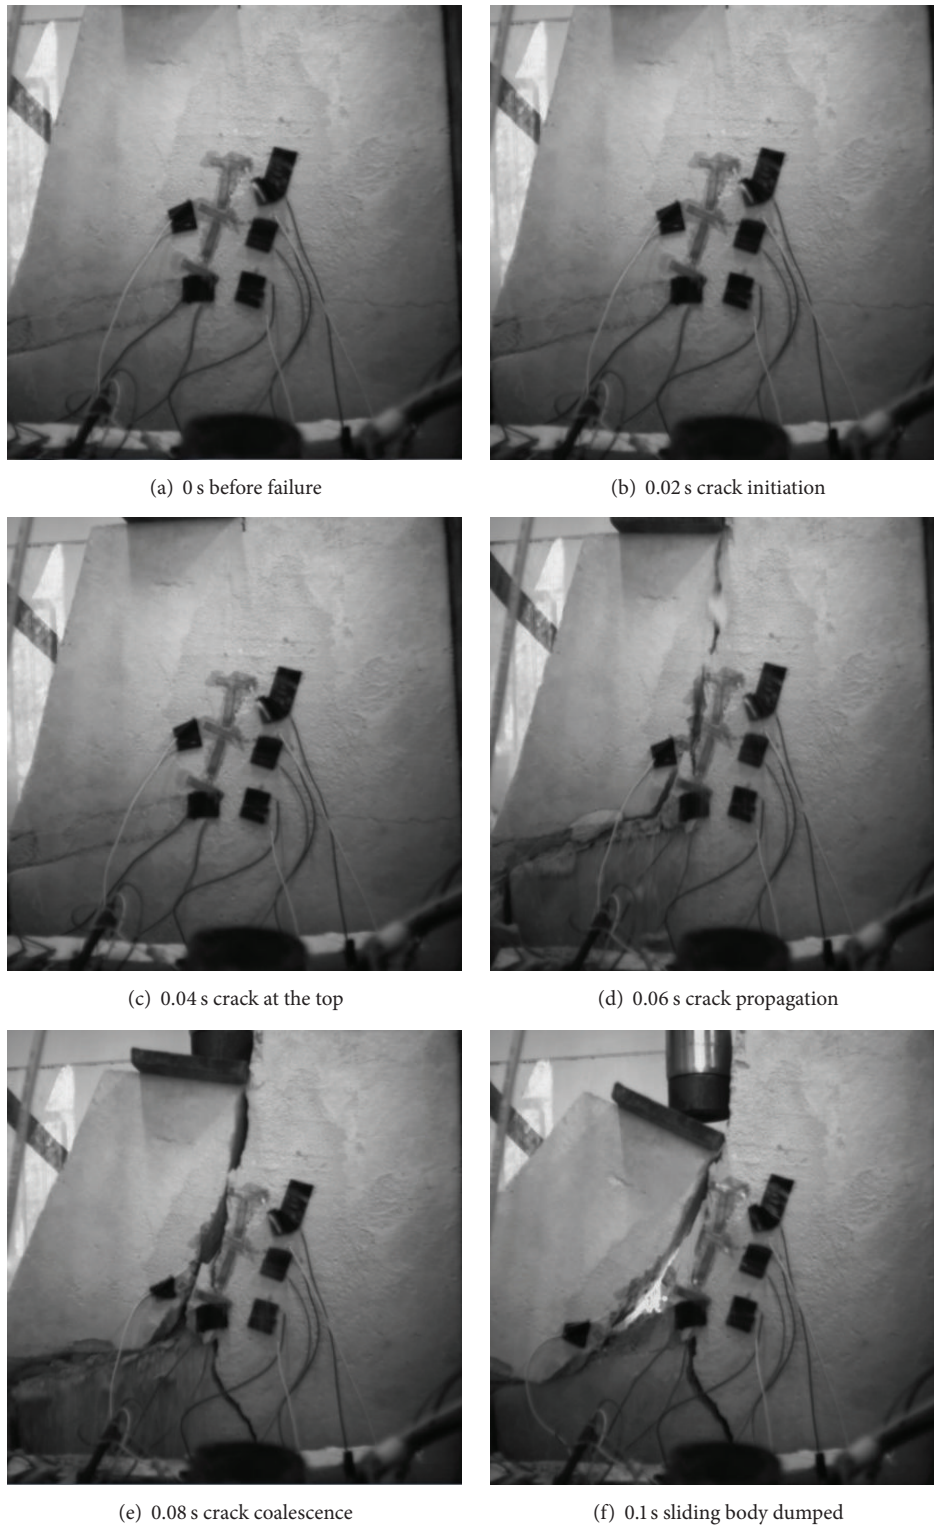 (a) 0 s before failure
(b) 0.02 s crack initiation
(c) 0.04 s crack at the top
(d) 0.06 s crack propagation
(e) 0.08 s crack coalescence
(f) 0.1 s sliding body dumped